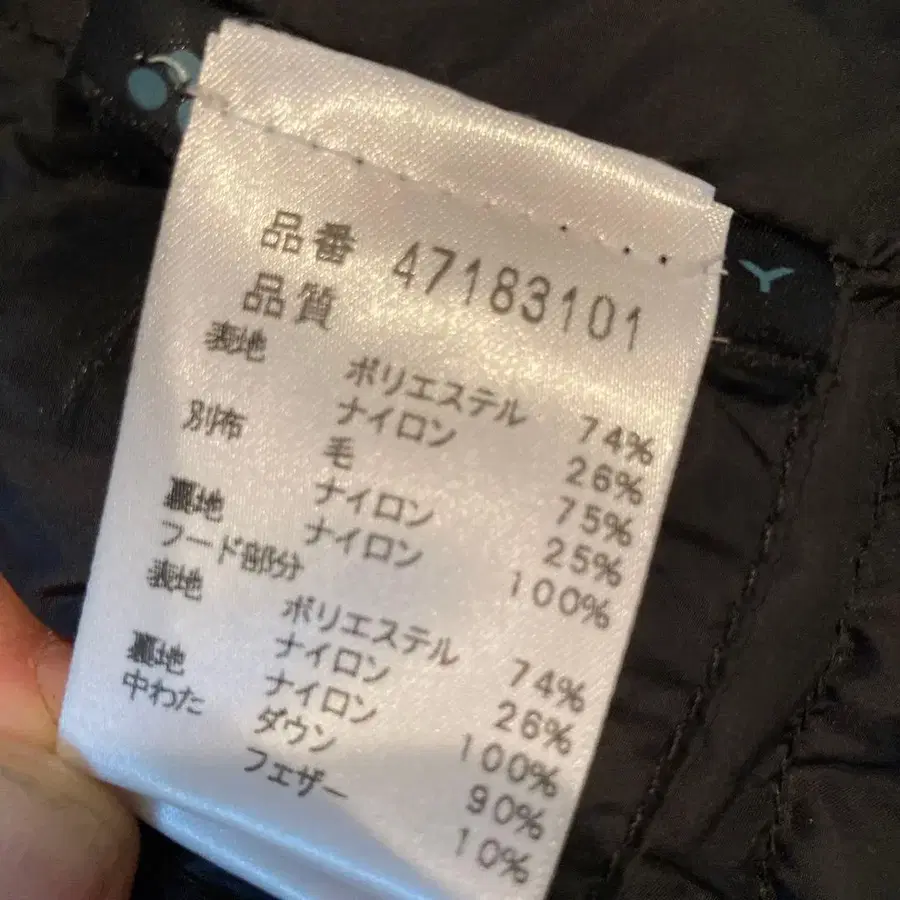 品番 47183101
品質
表地 ポリエステル 74%
ナイロン 26%
別布 毛 75%
ナイロン 25%
裏地 ナイロン 100%
フード部分
表地 ポリエステル 74%
ナイロン 26%
裏地 ナイロン 100%
中わた ダウン 90%
フェザー 10%
Y